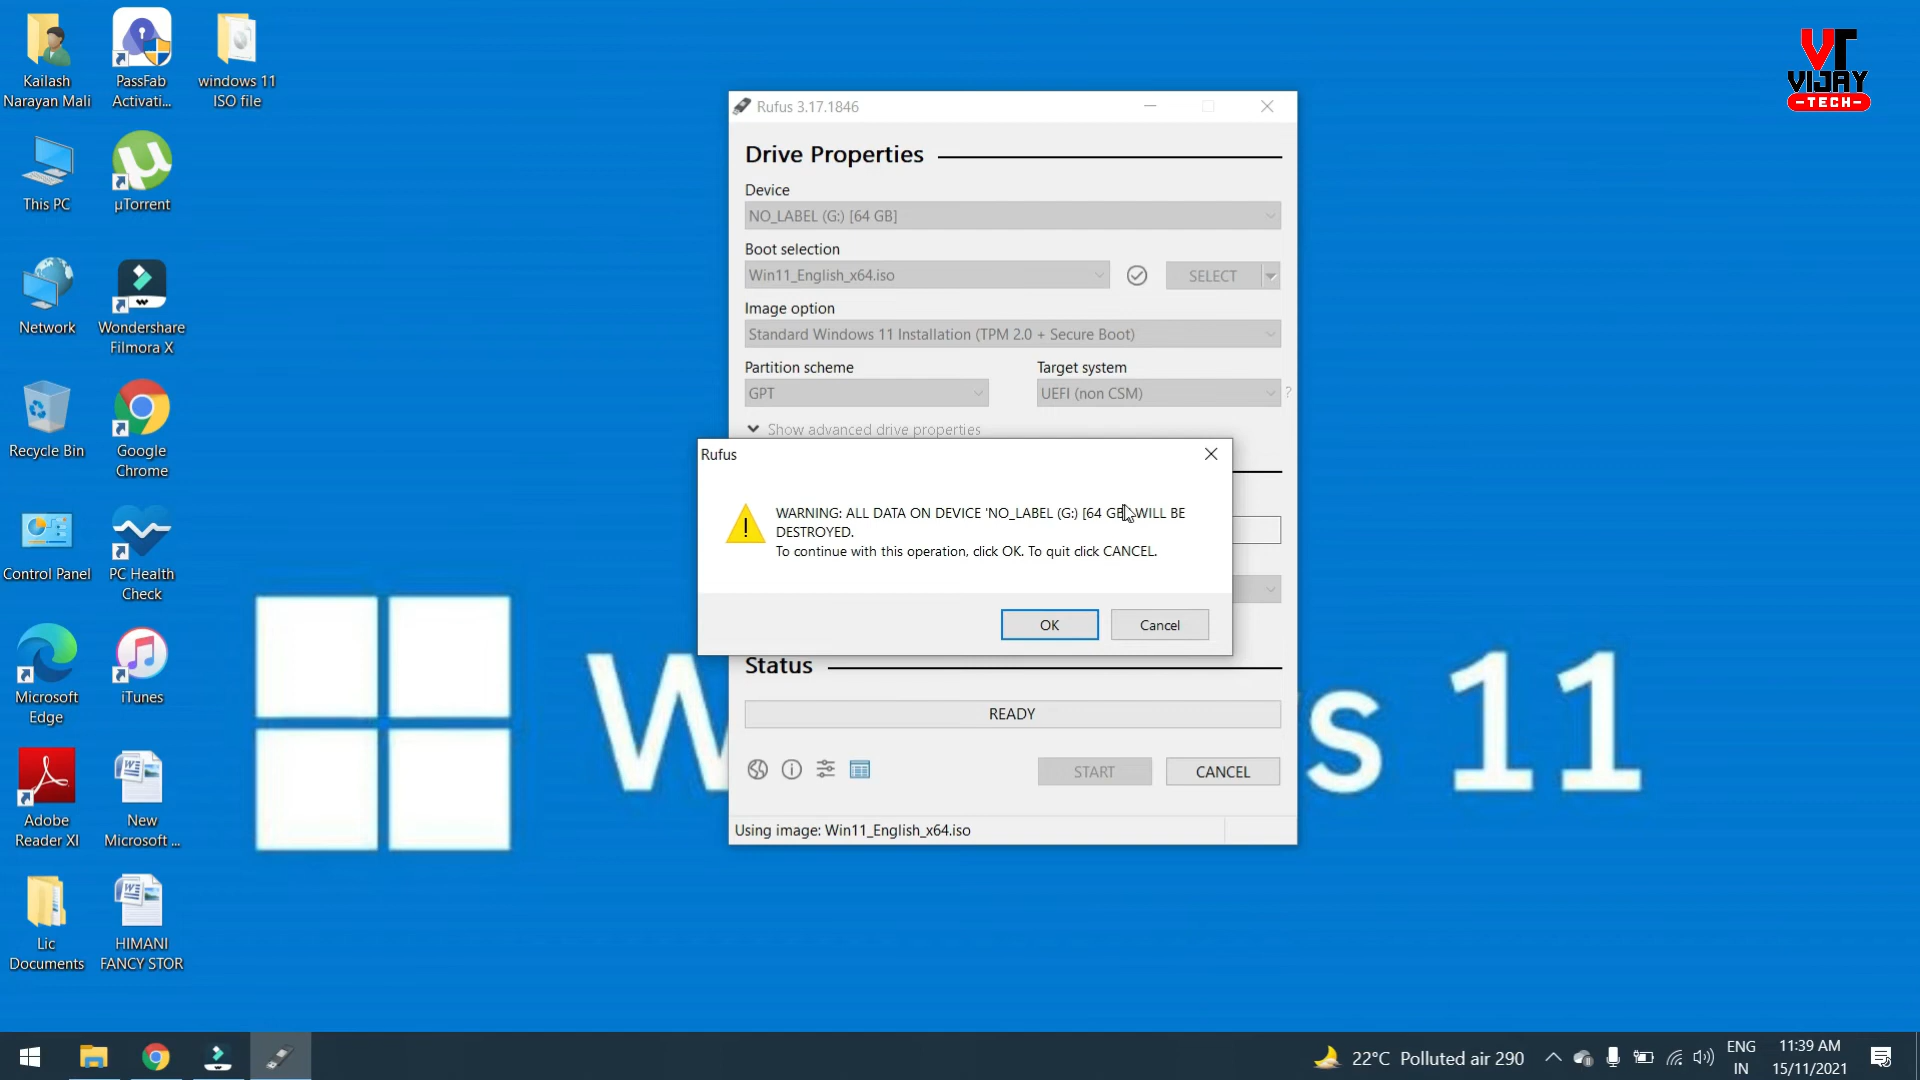 Kailash
Narayan Mali
PassFab
Activati...
windows 11
ISO file
This PC
µ
µTorrent
Network
Wondershare
Filmora X
Recycle Bin
Google
Chrome
Control Panel
PC Health
Check
Microsoft
Edge
iTunes
Adobe
Reader XI
New
Microsoft ...
Lic
Documents
HIMANI
FANCY STOR
VT
VIJAY
-TECH-
Rufus 3.17.1846
Drive Properties
Device
NO_LABEL (G:) [64 GB]
Boot selection
Win11_English_x64.iso
SELECT
Image option
Standard Windows 11 Installation (TPM 2.0 + Secure Boot)
Partition scheme
Target system
GPT
UEFI (non CSM)
?
Show advanced drive properties
Rufus
WARNING: ALL DATA ON DEVICE 'NO_LABEL (G:) [64 GB WILL BE
DESTROYED.
To continue with this operation, click OK. To quit click CANCEL.
OK
Cancel
Status
READY
START
CANCEL
Using image: Win11_English_x64.iso
W
s 11
22°C Polluted air 290
ENG
IN
11:39 AM
15/11/2021